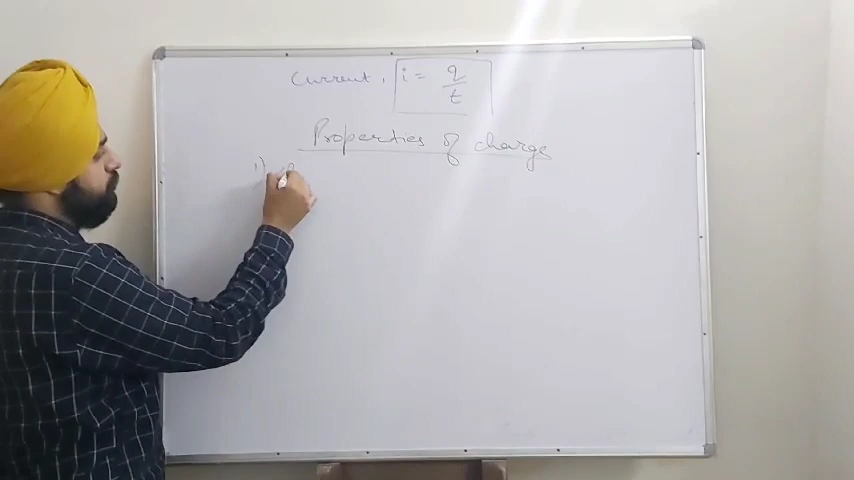 Current, i = q/t
Properties of charge
1)